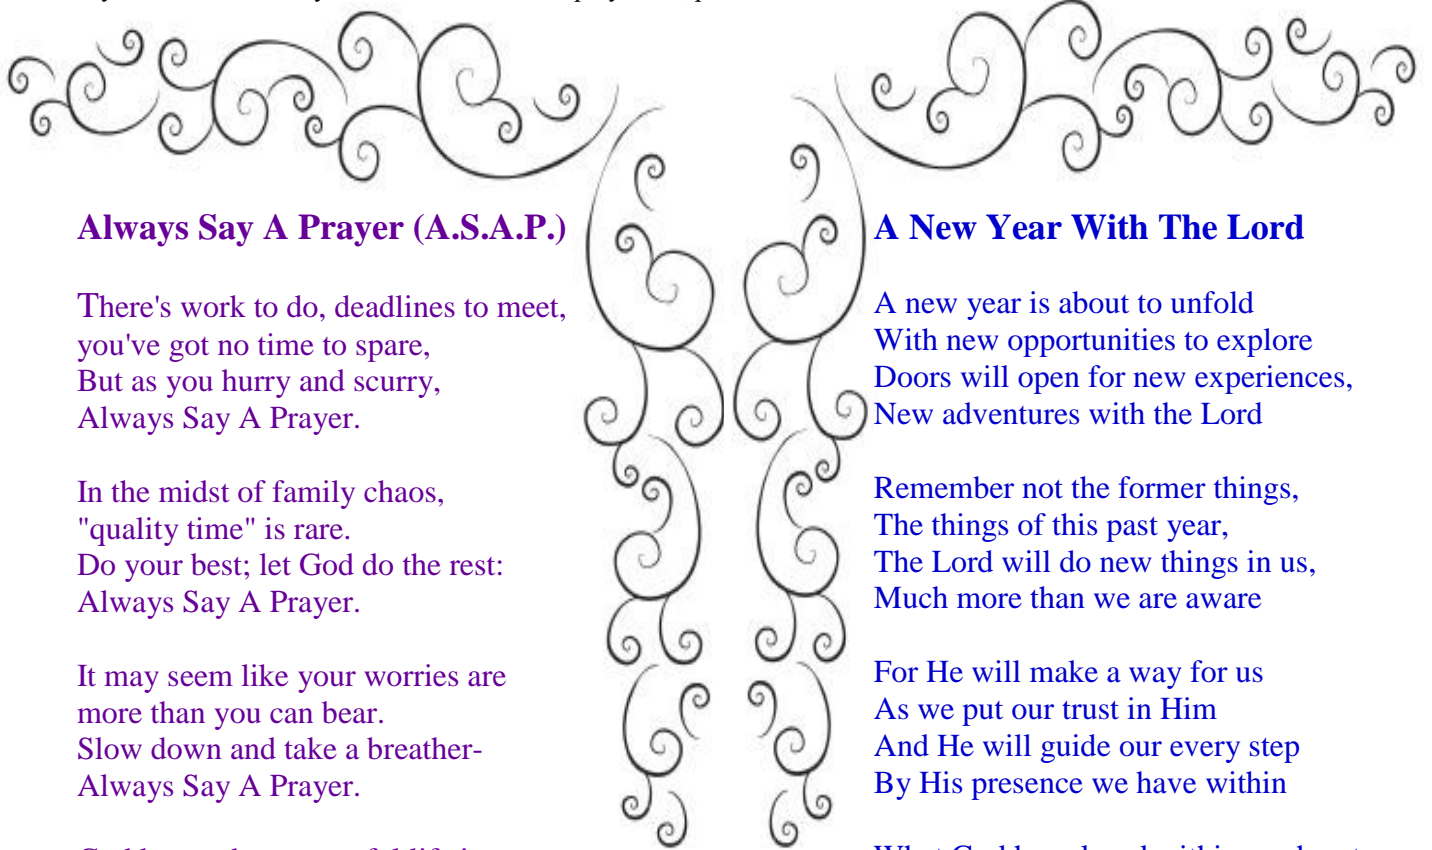 Always Say A Prayer (A.S.A.P.)
There's work to do, deadlines to meet,
you've got no time to spare,
But as you hurry and scurry,
Always Say A Prayer.
In the midst of family chaos,
"quality time" is rare.
Do your best; let God do the rest:
Always Say A Prayer.
It may seem like your worries are
more than you can bear.
Slow down and take a breather-
Always Say A Prayer.
A New Year With The Lord
A new year is about to unfold
With new opportunities to explore
Doors will open for new experiences,
New adventures with the Lord
Remember not the former things,
The things of this past year,
The Lord will do new things in us,
Much more than we are aware
For He will make a way for us
As we put our trust in Him
And He will guide our every step
By His presence we have within
What God has placed within our hearts